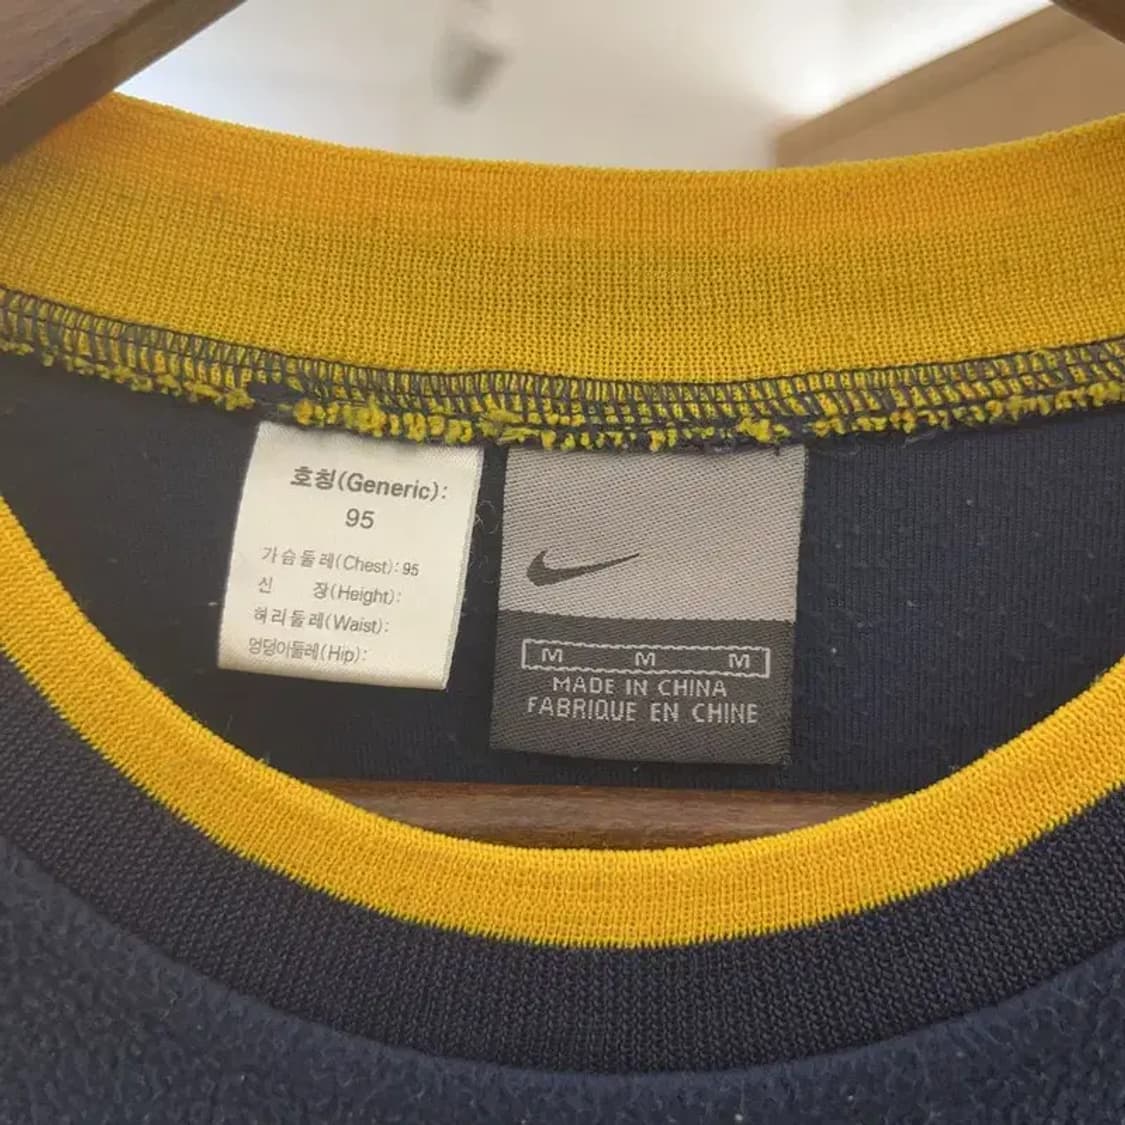 호칭(Generic):
95
가슴둘레(Chest): 95
신 장(Height):
허리둘레(Waist):
엉덩이둘레(Hip):
M M M
MADE IN CHINA
FABRIQUE EN CHINE